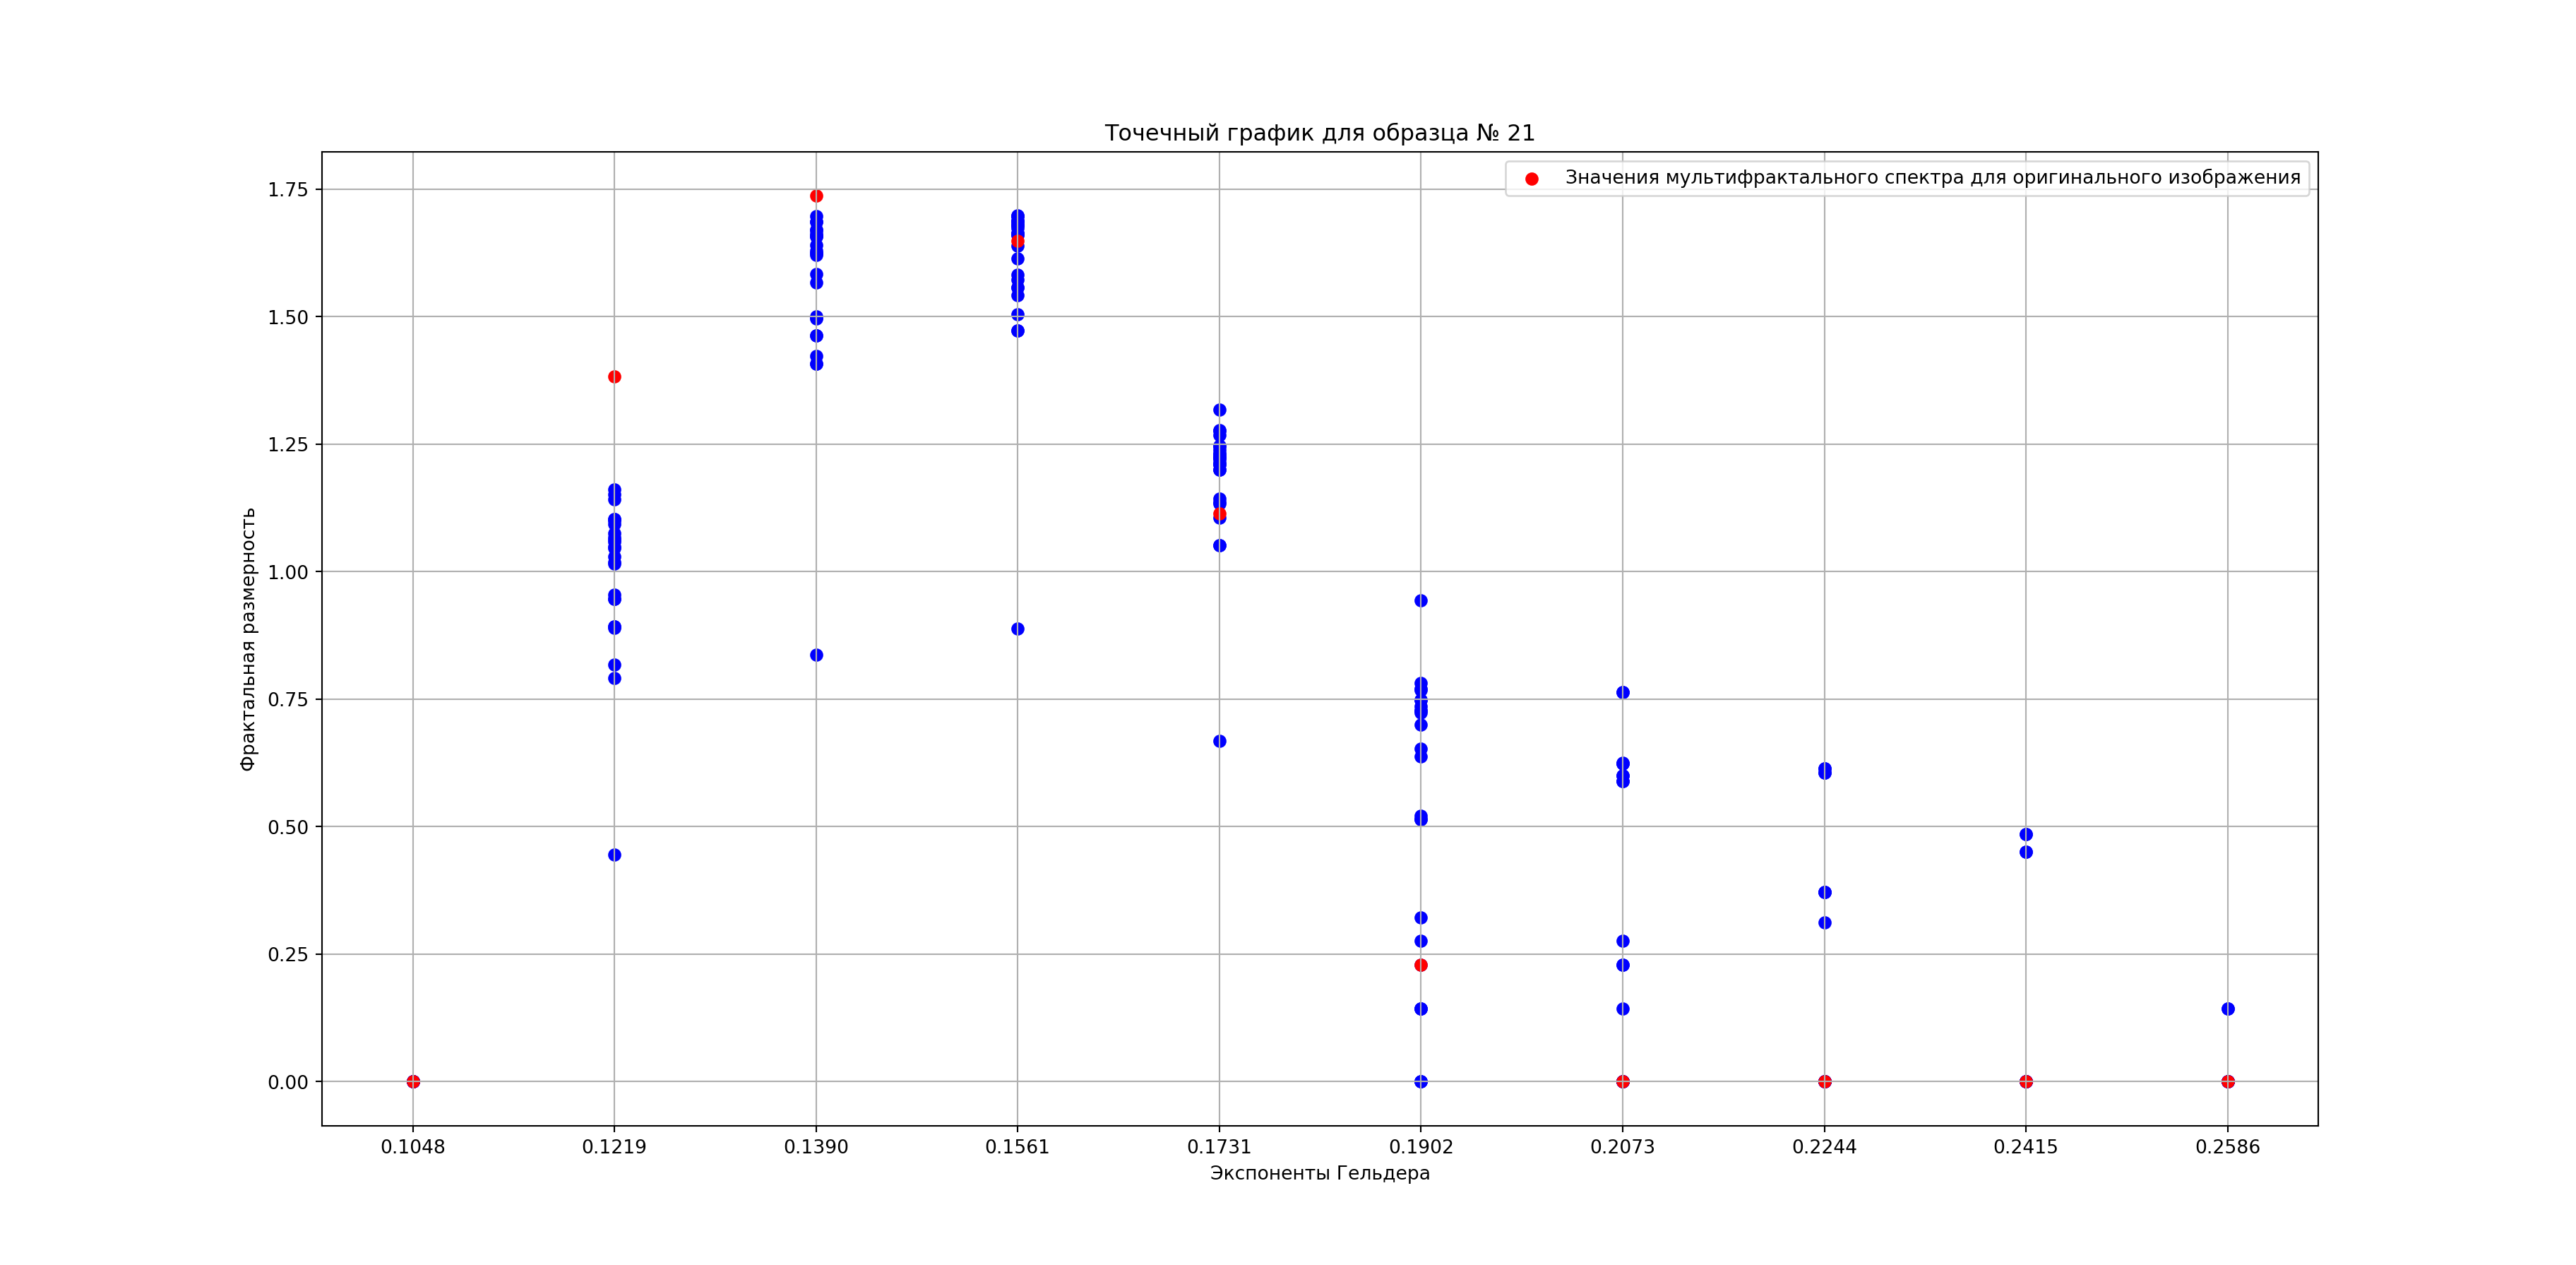 Точечный график для образца № 21
Значения мультифрактального спектра для оригинального изображения
Фрактальная размерность
1.75
1.50
1.25
1.00
0.75
0.50
0.25
0.00
0.1048 0.1219 0.1390 0.1561 0.1731 0.1902 0.2073 0.2244 0.2415 0.2586
Экспоненты Гельдера